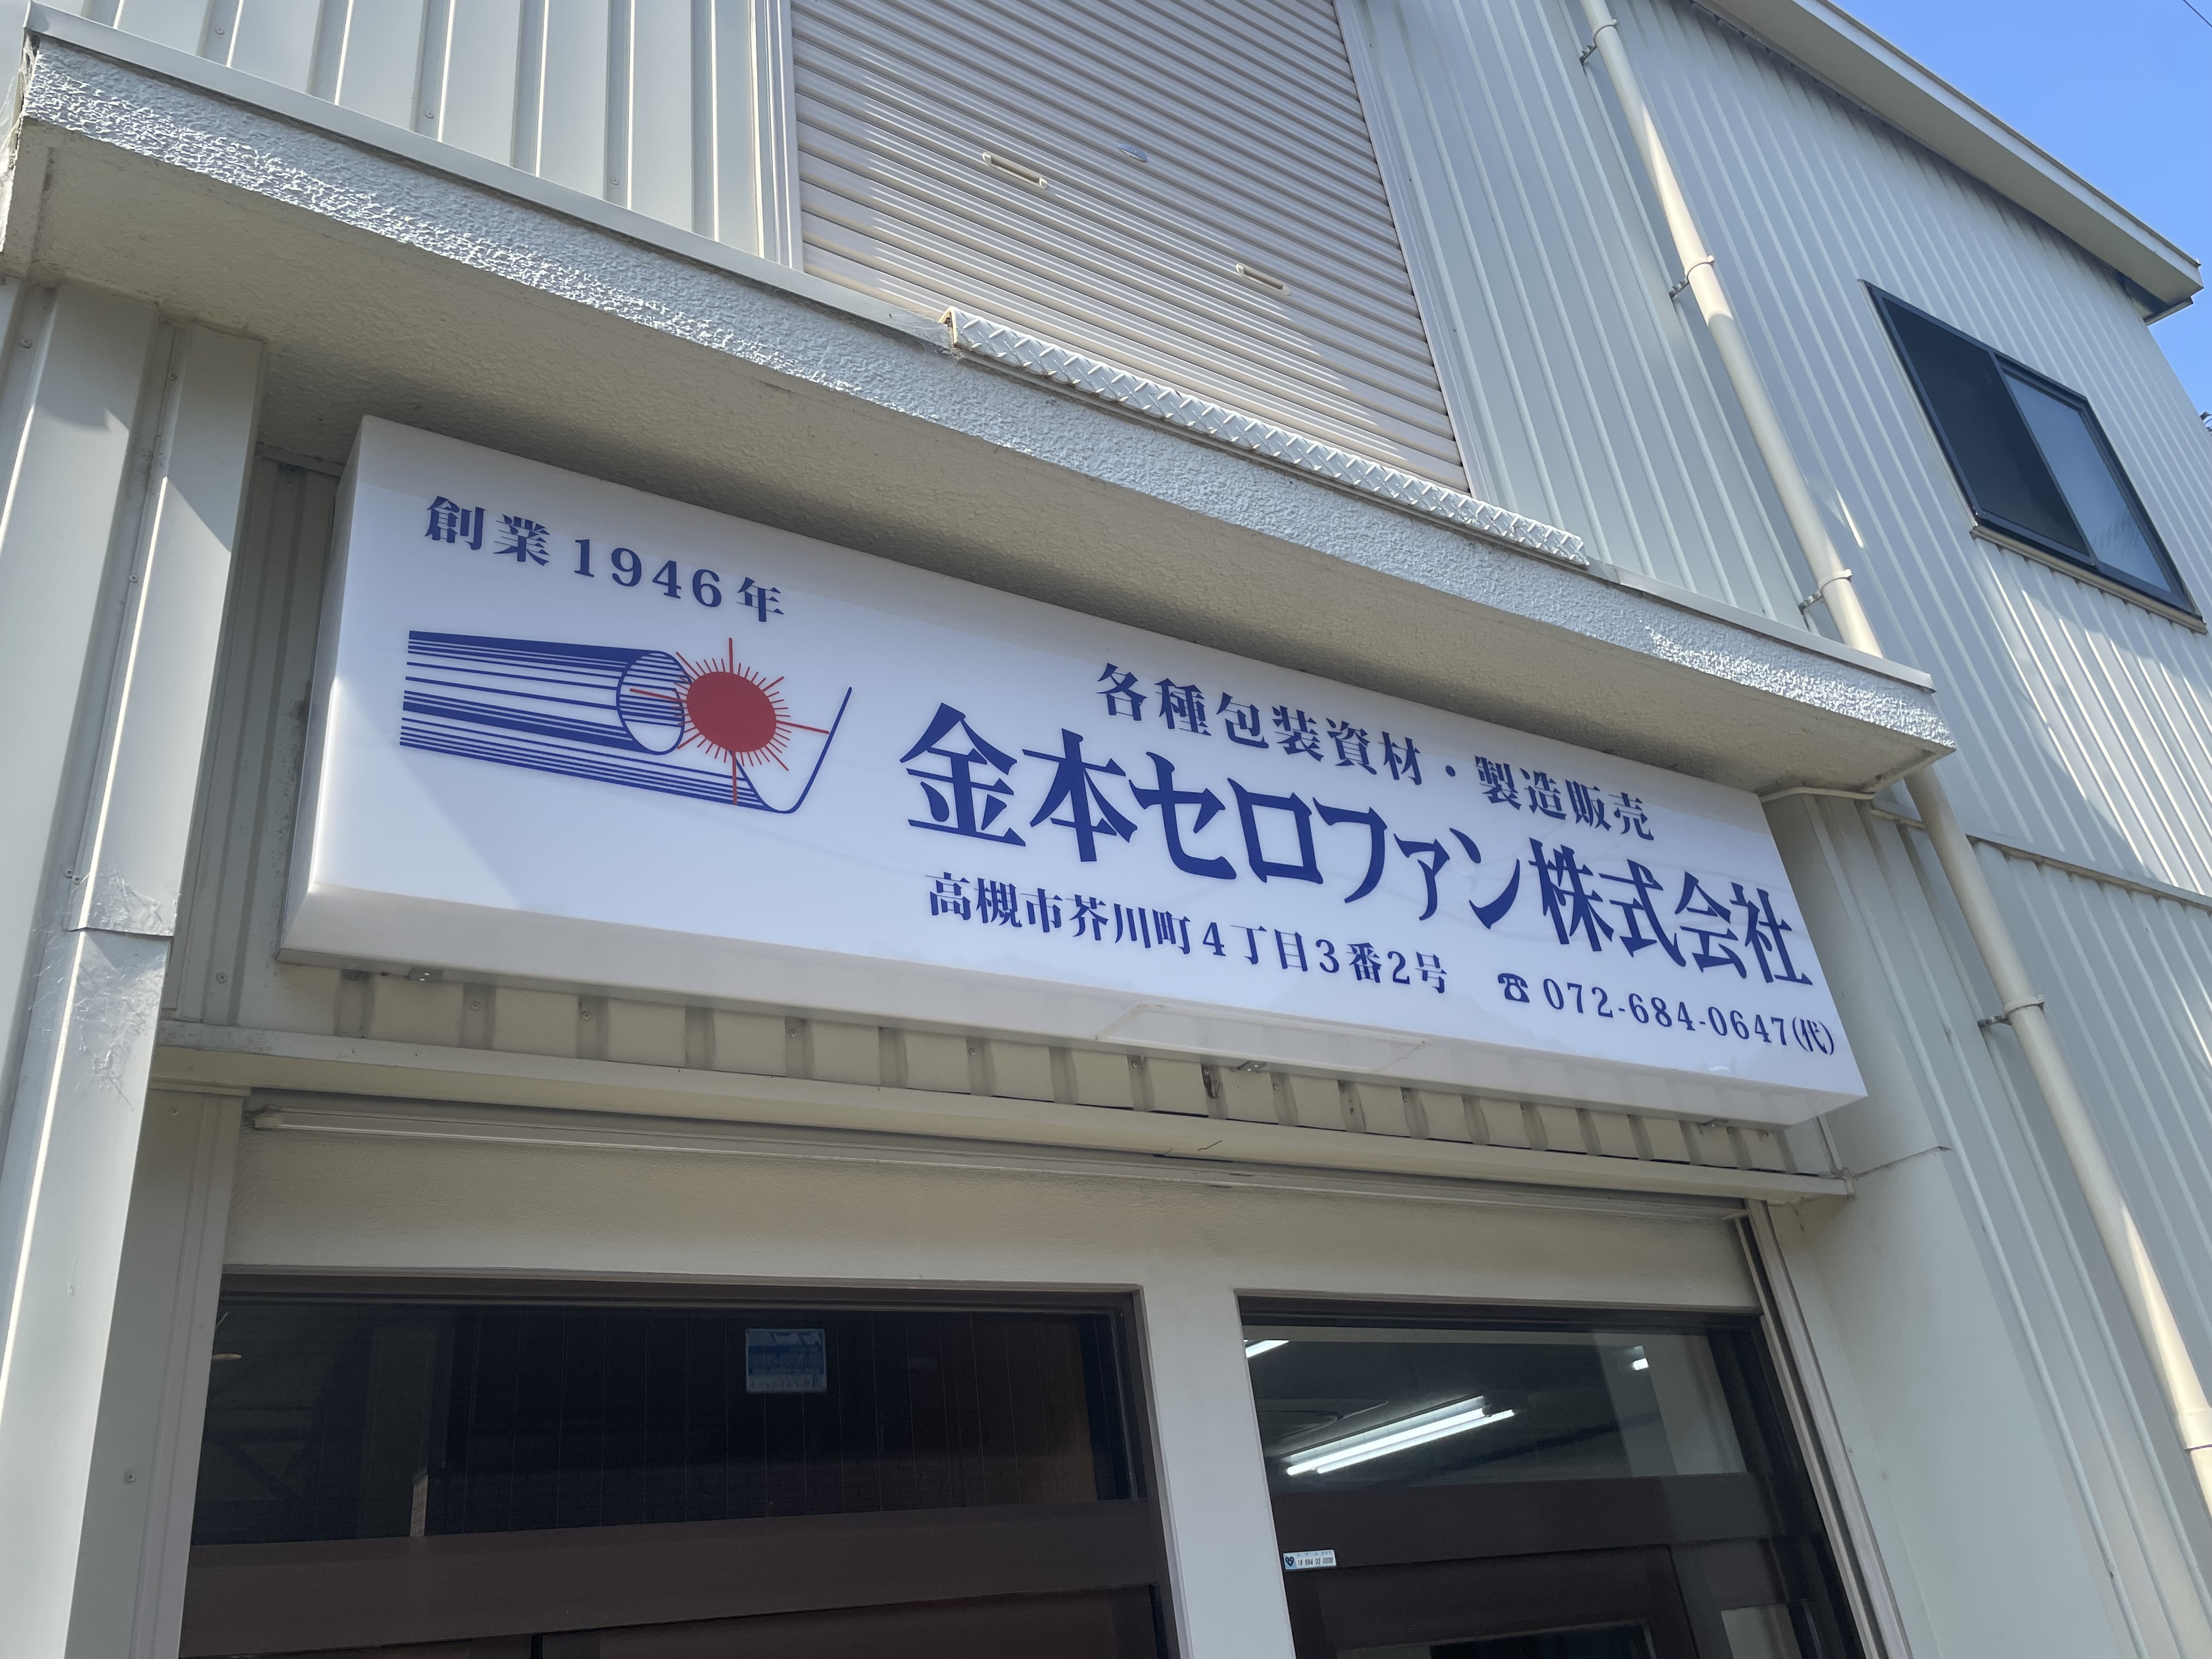 創業1946年
各種包装資材・製造販売
金本セロファン株式会社
高槻市芥川町4丁目3番2号 ☎072-684-0647(代)